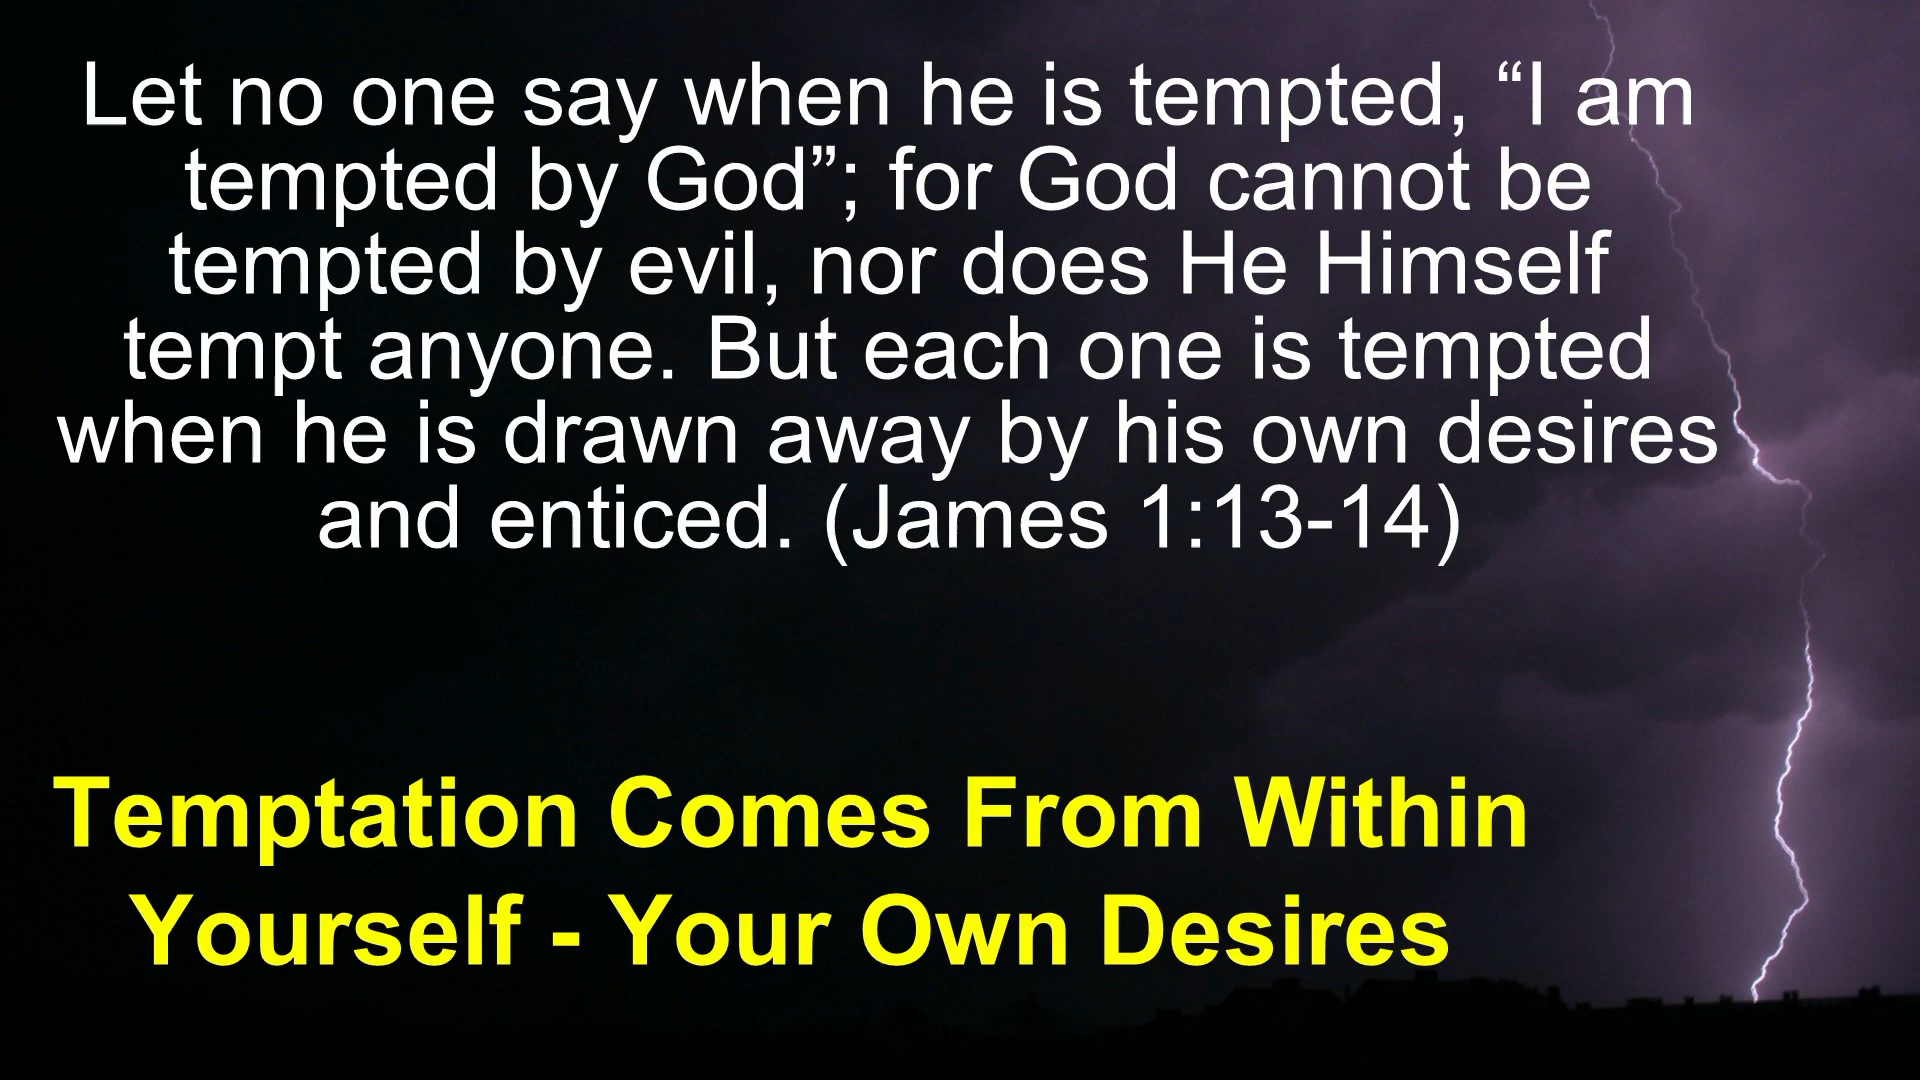 Let no one say when he is tempted, “I am
tempted by God”; for God cannot be
tempted by evil, nor does He Himself
tempt anyone. But each one is tempted
when he is drawn away by his own desires
and enticed. (James 1:13-14)
Temptation Comes From Within
Yourself - Your Own Desires